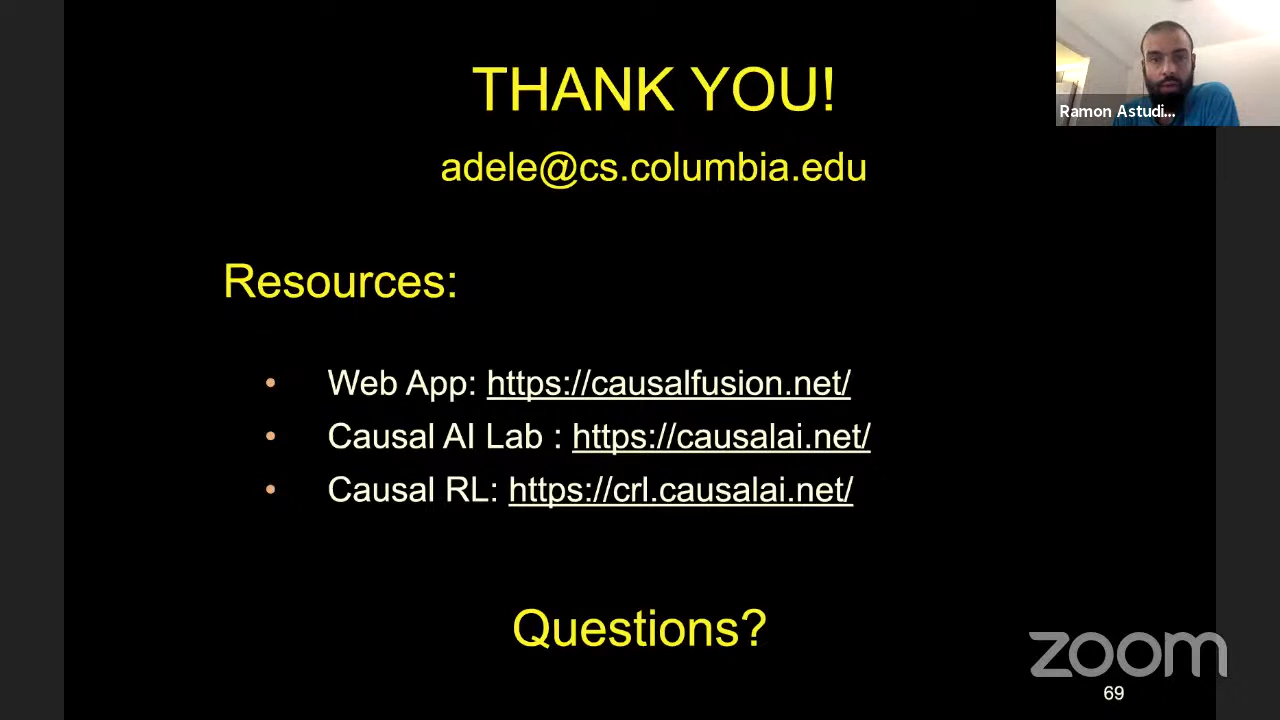 THANK YOU!
adele@cs.columbia.edu
Ramon Astudi...
Resources:
• Web App: https://causalfusion.net/
• Causal AI Lab : https://causalai.net/
• Causal RL: https://crl.causalai.net/
Questions?
zoom
69